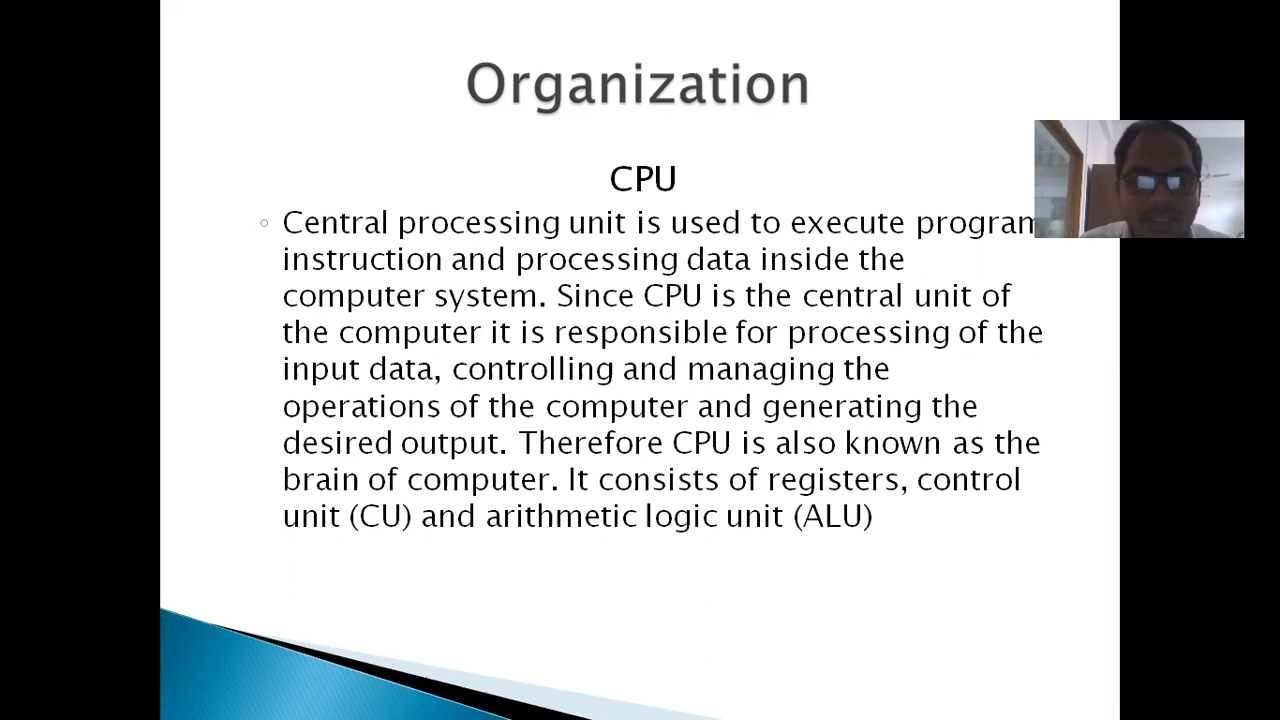 Organization
CPU
Central processing unit is used to execute program
instruction and processing data inside the
computer system. Since CPU is the central unit of
the computer it is responsible for processing of the
input data, controlling and managing the
operations of the computer and generating the
desired output. Therefore CPU is also known as the
brain of computer. It consists of registers, control
unit (CU) and arithmetic logic unit (ALU)